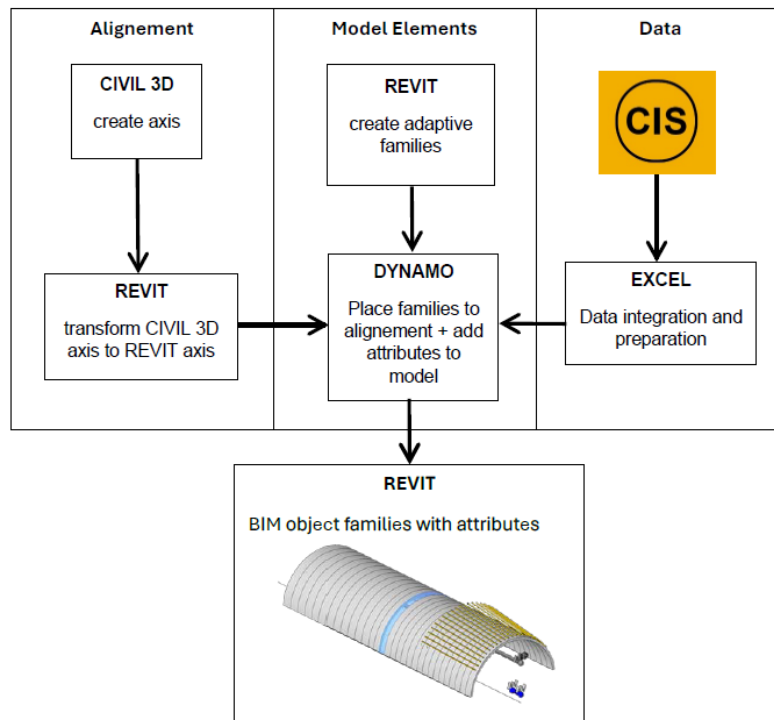 Alignement
Model Elements
Data
CIVIL 3D
create axis
REVIT
create adaptive
families
CIS
REVIT
transform CIVIL 3D
axis to REVIT axis
DYNAMO
Place families to
alignement + add
attributes to
model
EXCEL
Data integration and
preparation
REVIT
BIM object families with attributes